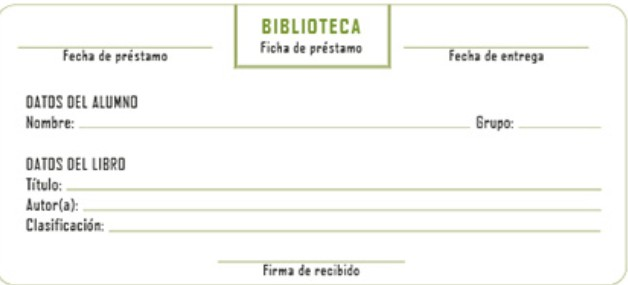 BIBLIOTECA
Ficha de préstamo
Fecha de préstamo
Fecha de entrega
DATOS DEL ALUMNO
Nombre: Grupo:
DATOS DEL LIBRO
Título:
Autor(a):
Clasificación:
Firma de recibido